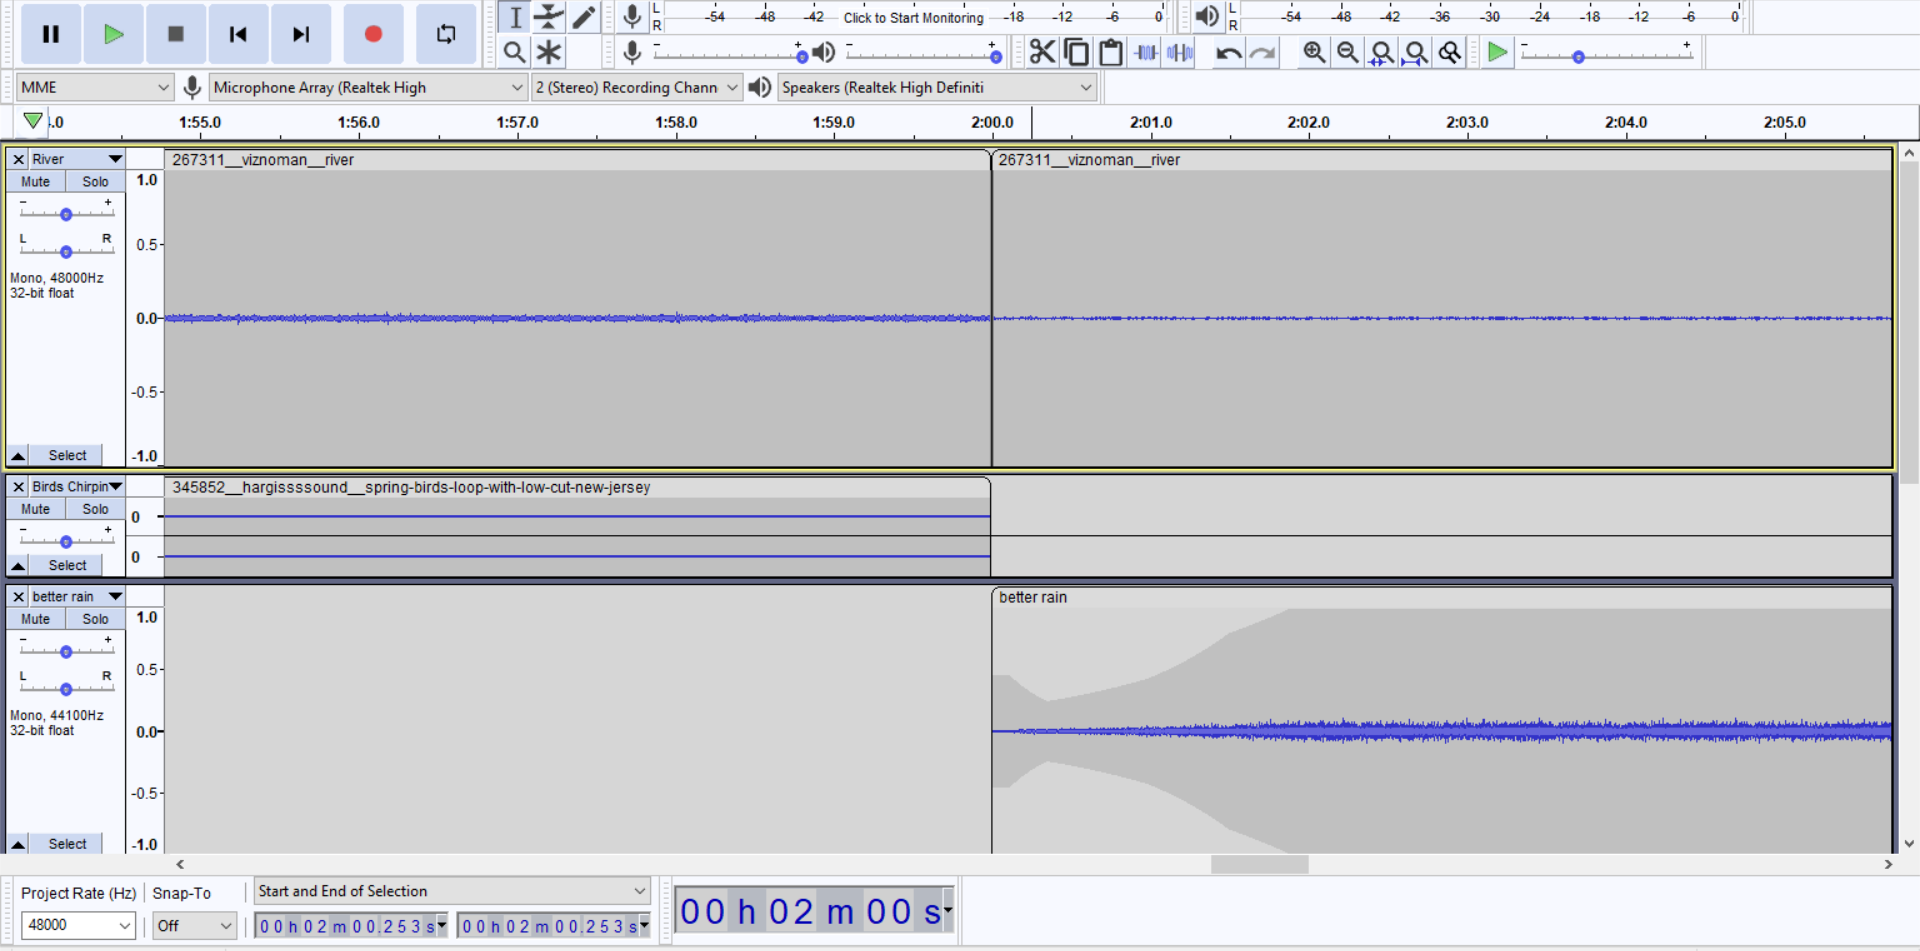 L
R
-54 -48 -42 Click to Start Monitoring -18 -12 -6 0
L
R
-54 -48 -42 -36 -30 -24 -18 -12 -6 0
- + - + - +
MME
Microphone Array (Realtek High
2 (Stereo) Recording Chann
Speakers (Realtek High Definiti
.0 1:55.0 1:56.0 1:57.0 1:58.0 1:59.0 2:00.0 2:01.0 2:02.0 2:03.0 2:04.0 2:05.0
River
267311__viznoman__river
267311__viznoman__river
Mute Solo
- +
L R
Mono, 48000Hz
32-bit float
Select
1.0
0.5-
0.0-
-0.5-
-1.0
Birds Chirpin
345852__hargissssound__spring-birds-loop-with-low-cut-new-jersey
Mute Solo
- +
Select
0
0
better rain
better rain
Mute Solo
- +
L R
Mono, 44100Hz
32-bit float
Select
1.0
0.5-
0.0-
-0.5-
-1.0
Project Rate (Hz)
Snap-To
Start and End of Selection
48000
Off
00 h 02 m 00.253 s
00 h 02 m 00.253 s
00 h 02 m 00 s